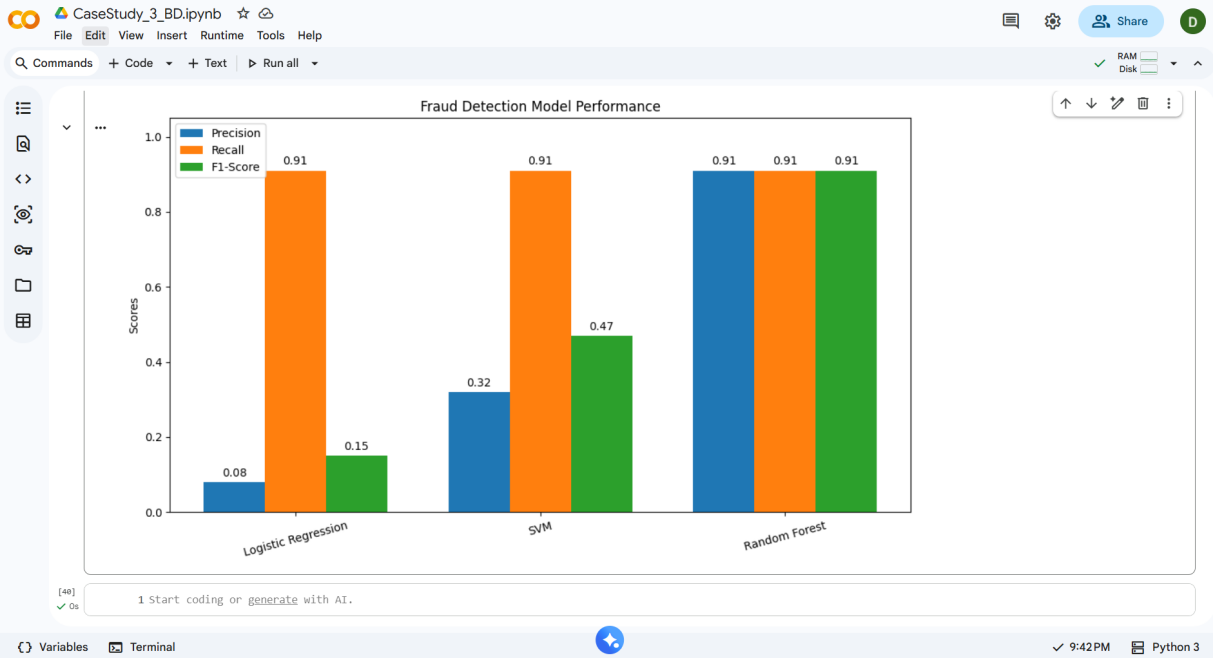 CaseStudy_3_BD.ipynb
File Edit View Insert Runtime Tools Help
Share
D
Commands + Code + Text Run all
RAM
Disk
Fraud Detection Model Performance
Precision
Recall
F1-Score
1.0
0.8
0.6
0.4
0.2
0.0
Scores
0.08 0.91 0.15
0.32 0.91 0.47
0.91 0.91 0.91
Logistic Regression SVM Random Forest
[40]
0s
1 Start coding or generate with AI.
{} Variables Terminal
9:42 PM Python 3